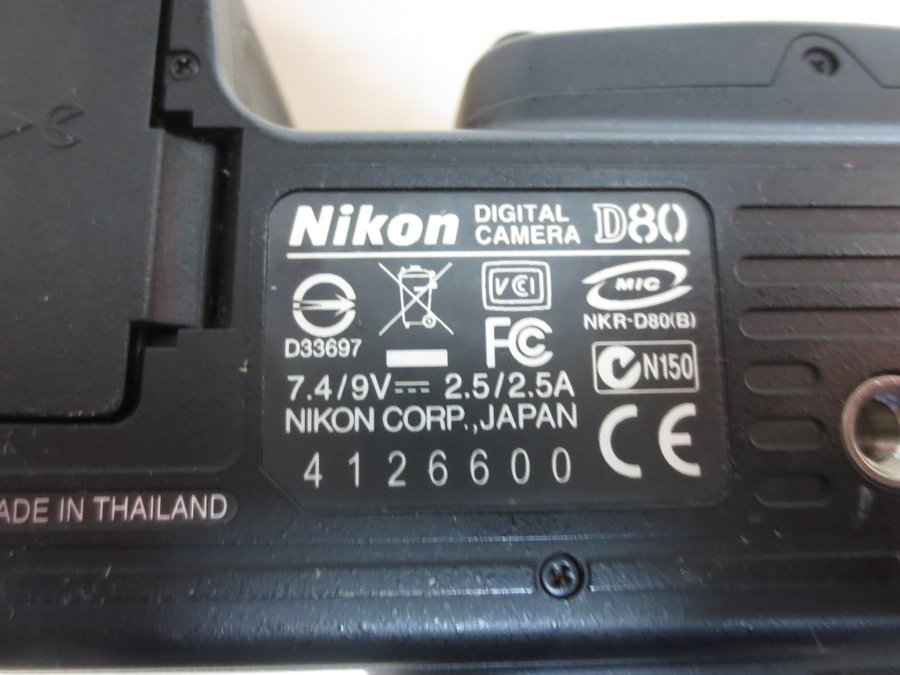 Nikon DIGITAL CAMERA D80
D33697
VCCI
FC
MIC
NKR-D80(B)
N150
7.4/9V⎓ 2.5/2.5A
NIKON CORP.,JAPAN
4126600
CE
ADE IN THAILAND